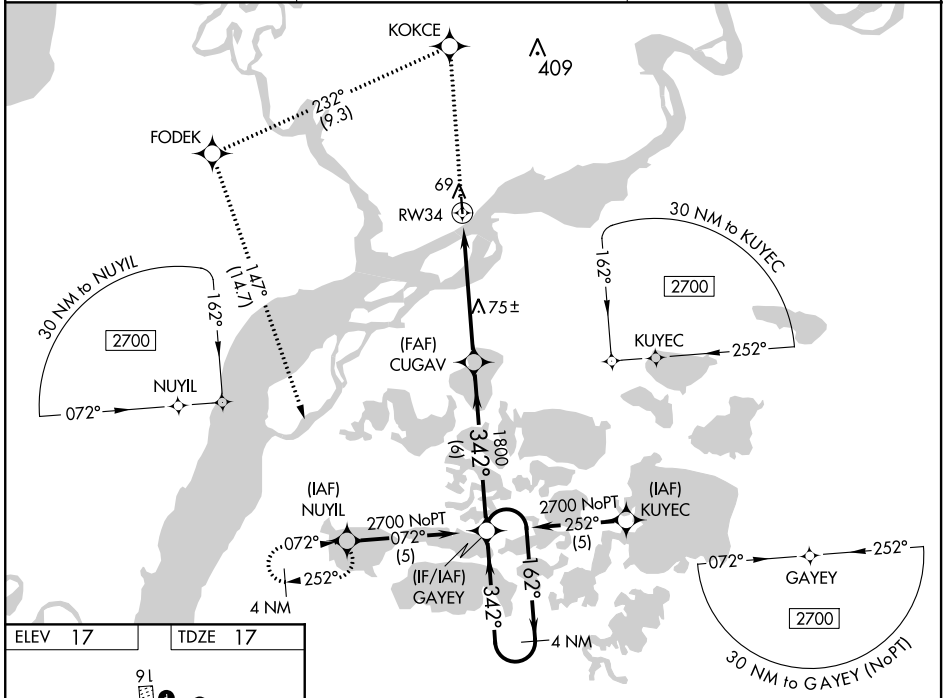 KOKCE
409
232°
(9.3)
FODEK
69
RW34
147°
(14.7)
30 NM to NUYIL
162°
2700
NUYIL
072°
30 NM to KUYEC
162°
2700
KUYEC
252°
75±
(FAF)
CUGAV
1800
342°
(6)
(IAF)
NUYIL
2700 NoPT
072°
(5)
072°
252°
4 NM
(IAF)
KUYEC
2700 NoPT
252°
(5)
(IF/IAF)
GAYEY
342°
162°
4 NM
072°
252°
GAYEY
2700
30 NM to GAYEY (NoPT)
ELEV 17
TDZE 17
16